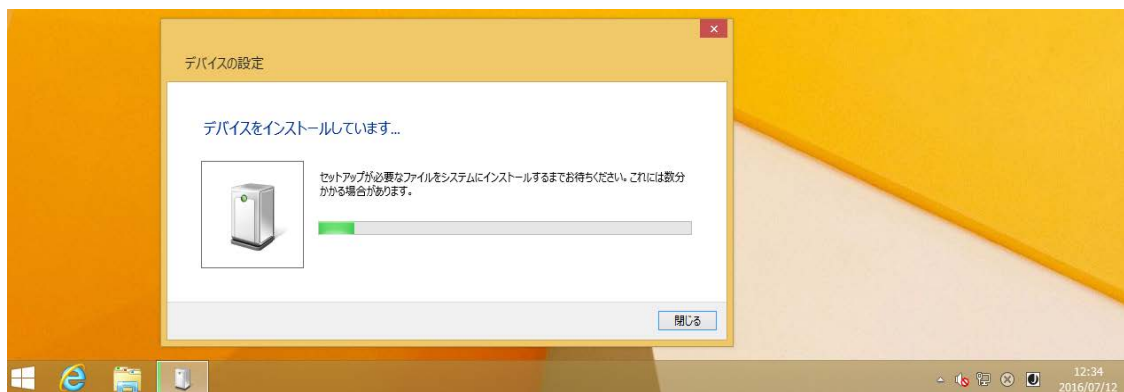 デバイスの設定
デバイスをインストールしています...
セットアップが必要なファイルをシステムにインストールするまでお待ちください。これには数分
かかる場合があります。
閉じる
12:34
2016/07/12